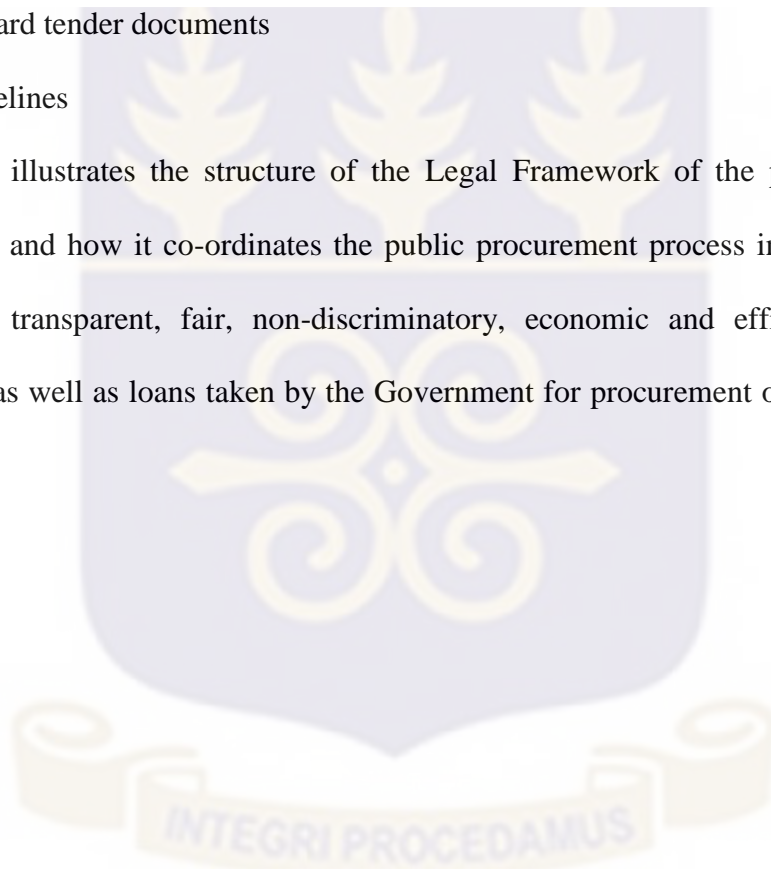 ard tender documents
elines
illustrates the structure of the Legal Framework of the
and how it co-ordinates the public procurement process
transparent, fair, non-discriminatory, economic and
as well as loans taken by the Government for procurement
INTEGRI PROCEDAMUS